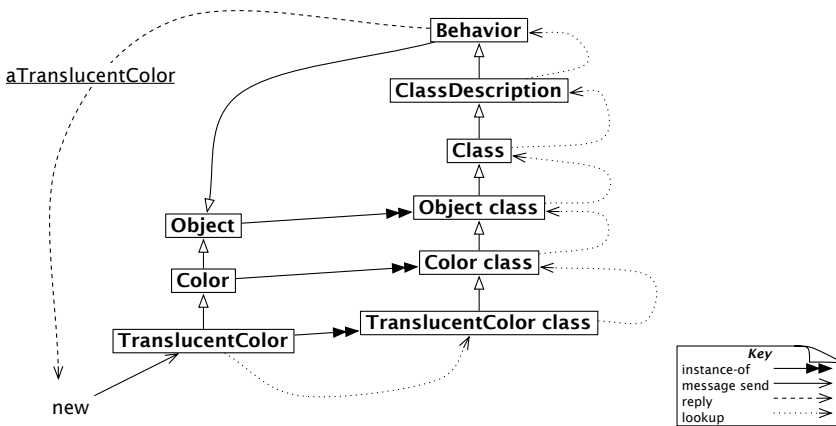 Behavior
aTranslucentColor
ClassDescription
Class
Object class
Object
Color class
Color
TranslucentColor class
TranslucentColor
new
Key
instance-of
message send
reply
lookup